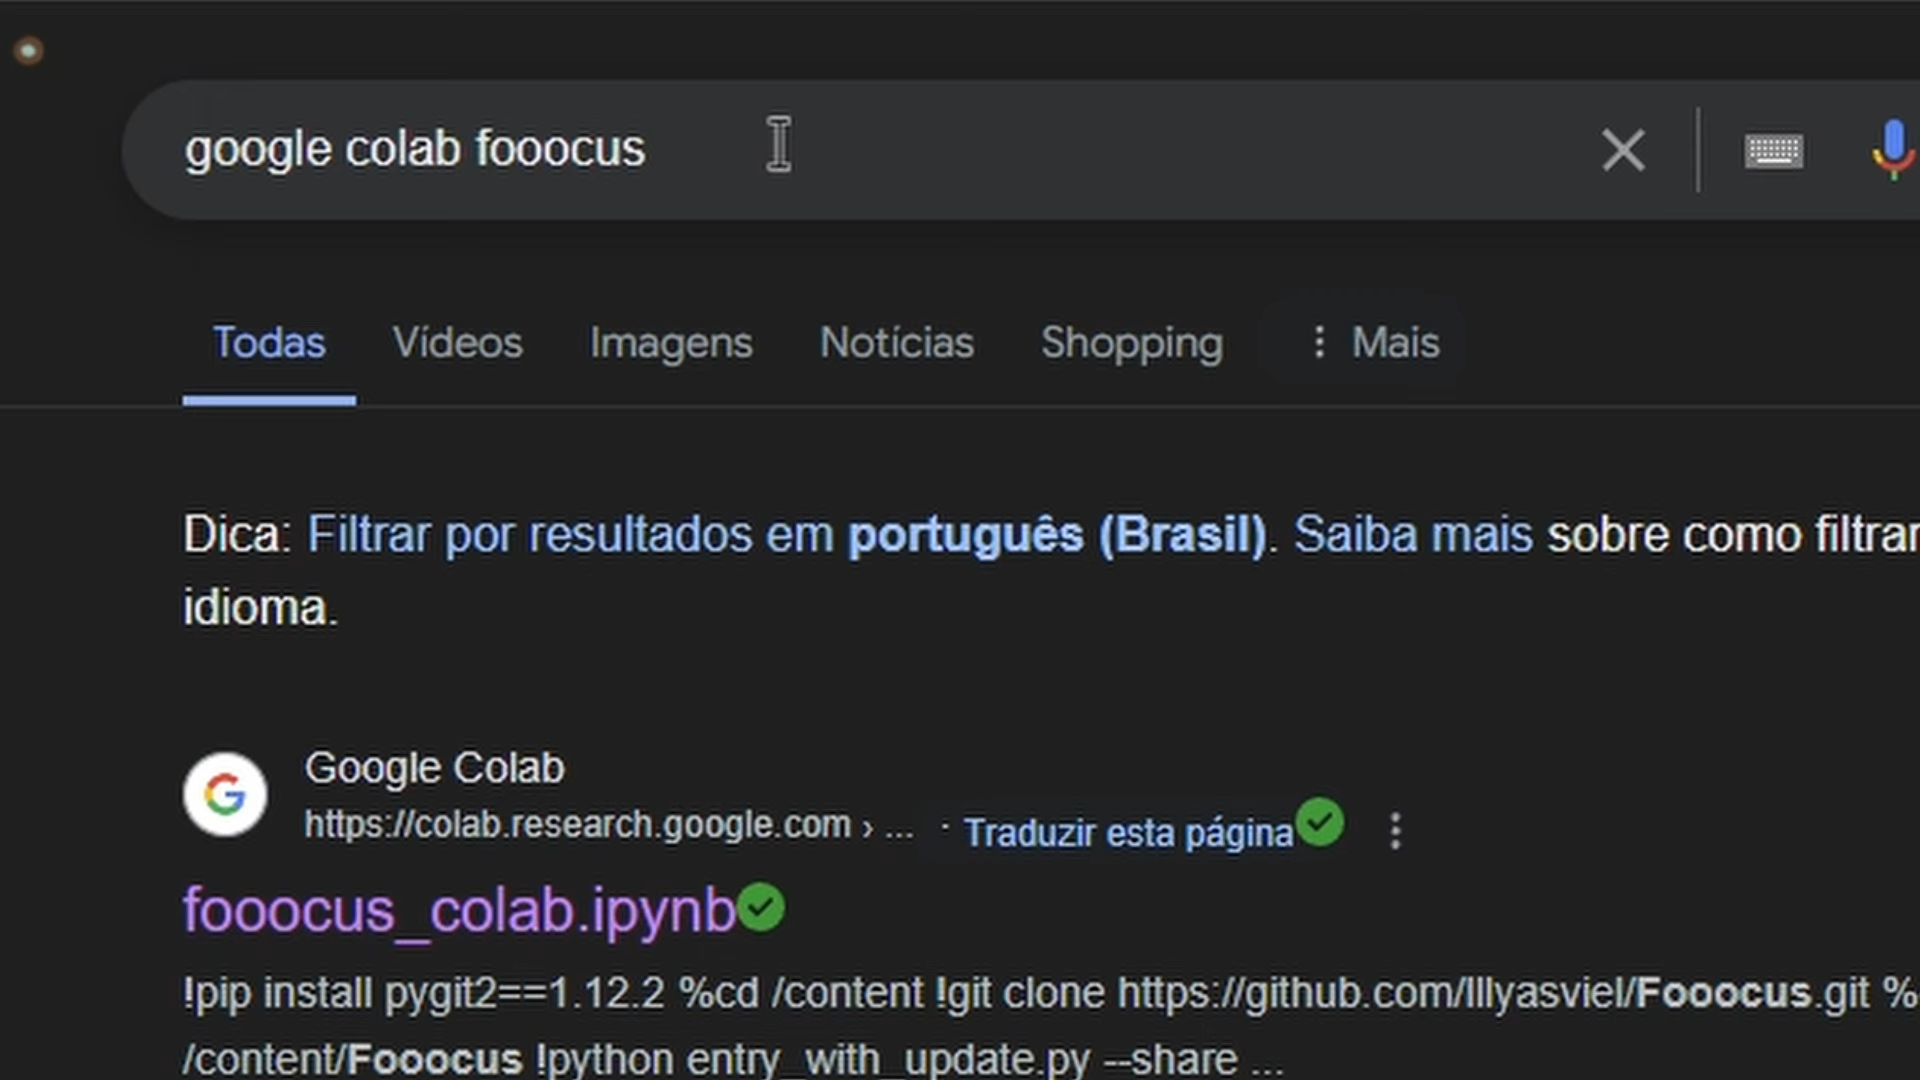 google colab fooocus
Todas Vídeos Imagens Notícias Shopping Mais
Dica: Filtrar por resultados em português (Brasil). Saiba mais sobre como filtrar
idioma.
Google Colab
https://colab.research.google.com › ... · Traduzir esta página
fooocus_colab.ipynb
!pip install pygit2==1.12.2 %cd /content !git clone https://github.com/lllyasviel/Fooocus.git %
/content/Fooocus !python entry_with_update.py --share ...